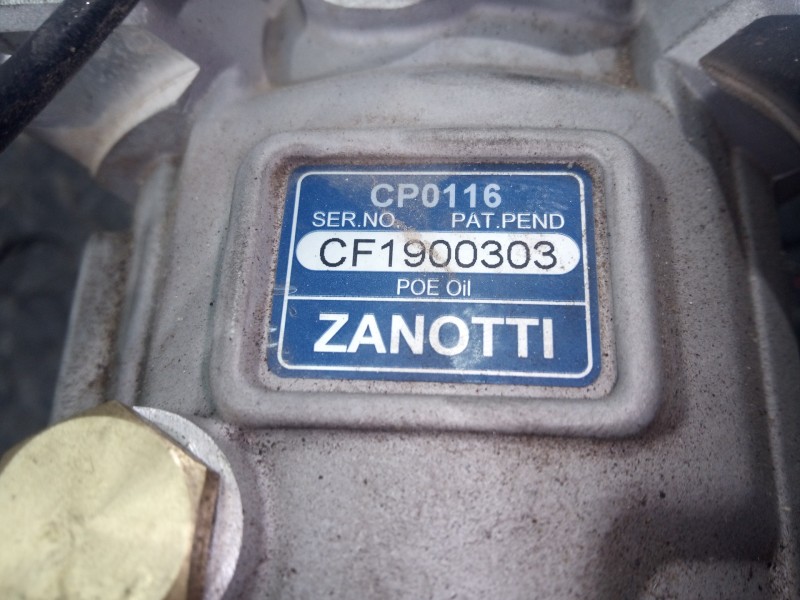 CP0116
SER.NO. PAT.PEND
CF1900303
POE Oil
ZANOTTI